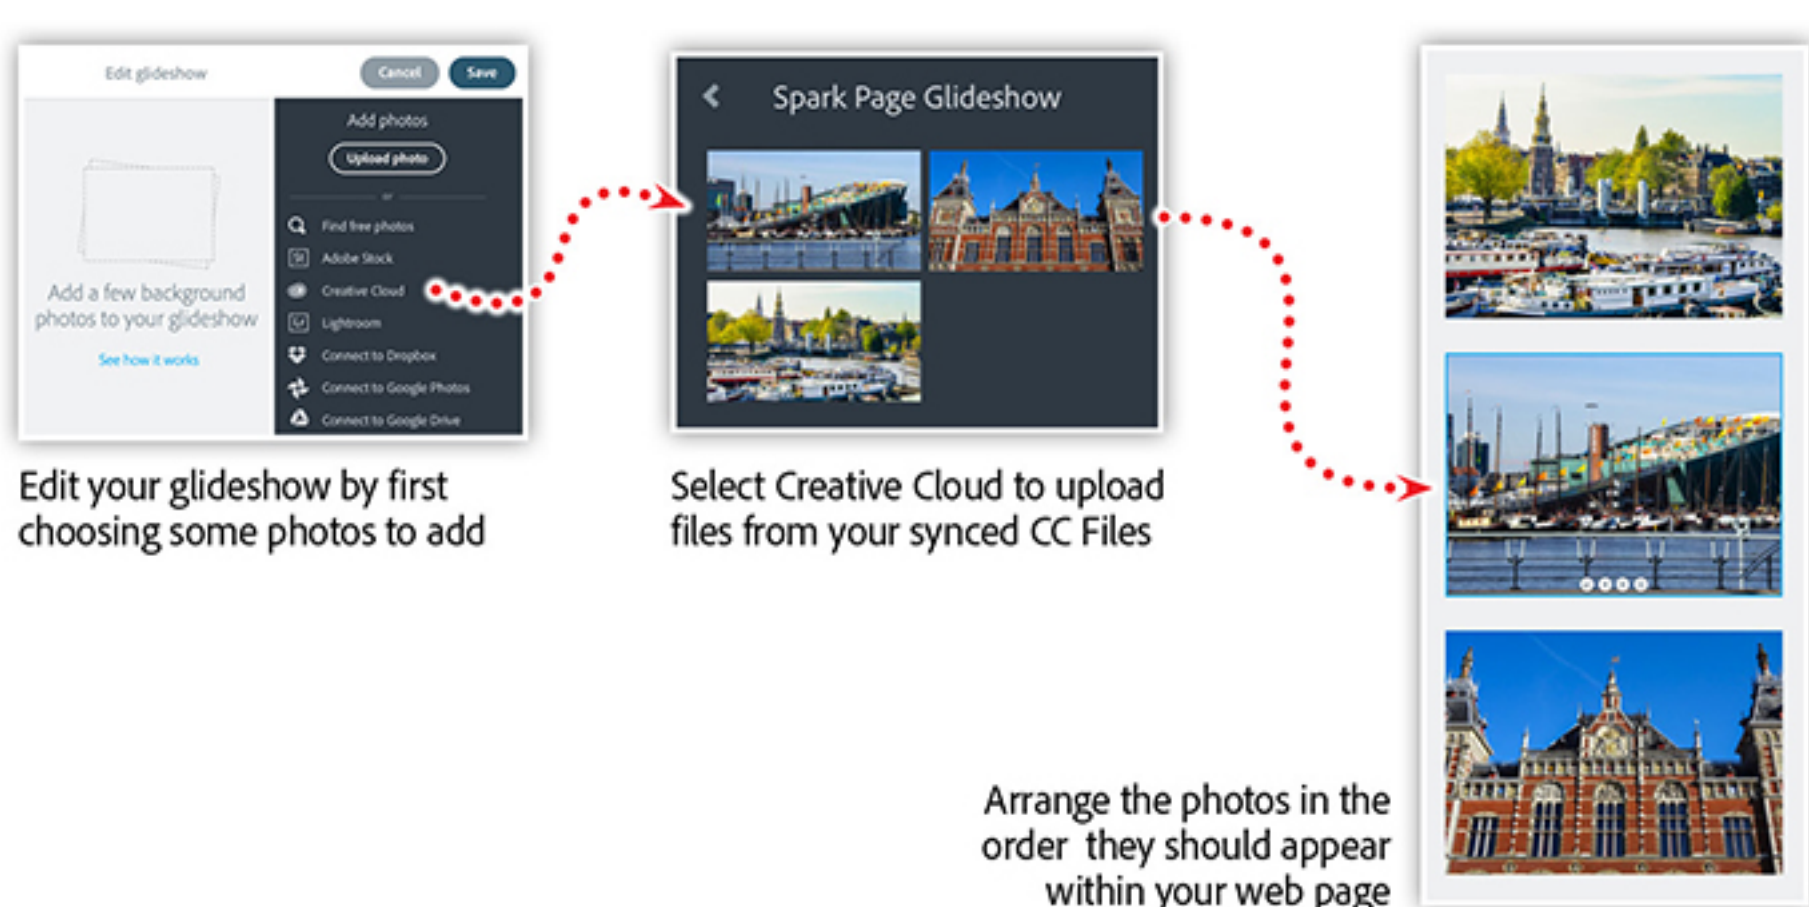 Edit glideshow
Cancel
Save
Add photos
Upload photo
or
Find free photos
St Adobe Stock
Creative Cloud
Lr Lightroom
Connect to Dropbox
Connect to Google Photos
Connect to Google Drive
Add a few background
photos to your glideshow
See how it works
Edit your glideshow by first
choosing some photos to add
Spark Page Glideshow
Select Creative Cloud to upload
files from your synced CC Files
Arrange the photos in the
order they should appear
within your web page